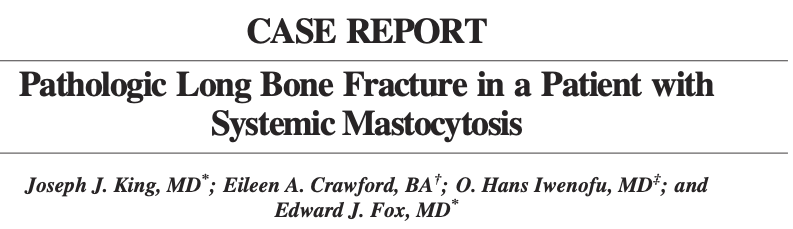 CASE REPORT
Pathologic Long Bone Fracture in a Patient with
Systemic Mastocytosis
Joseph J. King, MD*; Eileen A. Crawford, BA†; O. Hans Iwenofu, MD‡; and
Edward J. Fox, MD*